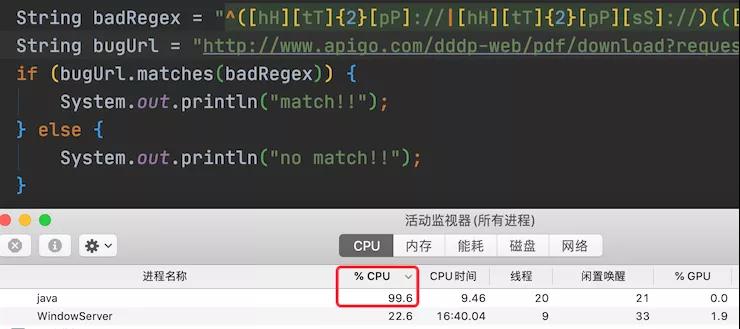 String badRegex = "^([hH][tT]{2}[pP]://|[hH][tT]{2}[pP][sS]://)(([
String bugUrl = "http://www.apigo.com/dddp-web/pdf/download?reques
if (bugUrl.matches(badRegex)) {
System.out.println("match!!");
} else {
System.out.println("no match!!");
}
活动监视器 (所有进程)
CPU 内存 能耗 磁盘 网络
进程名称 % CPU CPU 时间 线程 闲置唤醒 % GPU
java 99.6 9.46 20 21 0.0
WindowServer 22.6 16:40.04 9 33 1.9